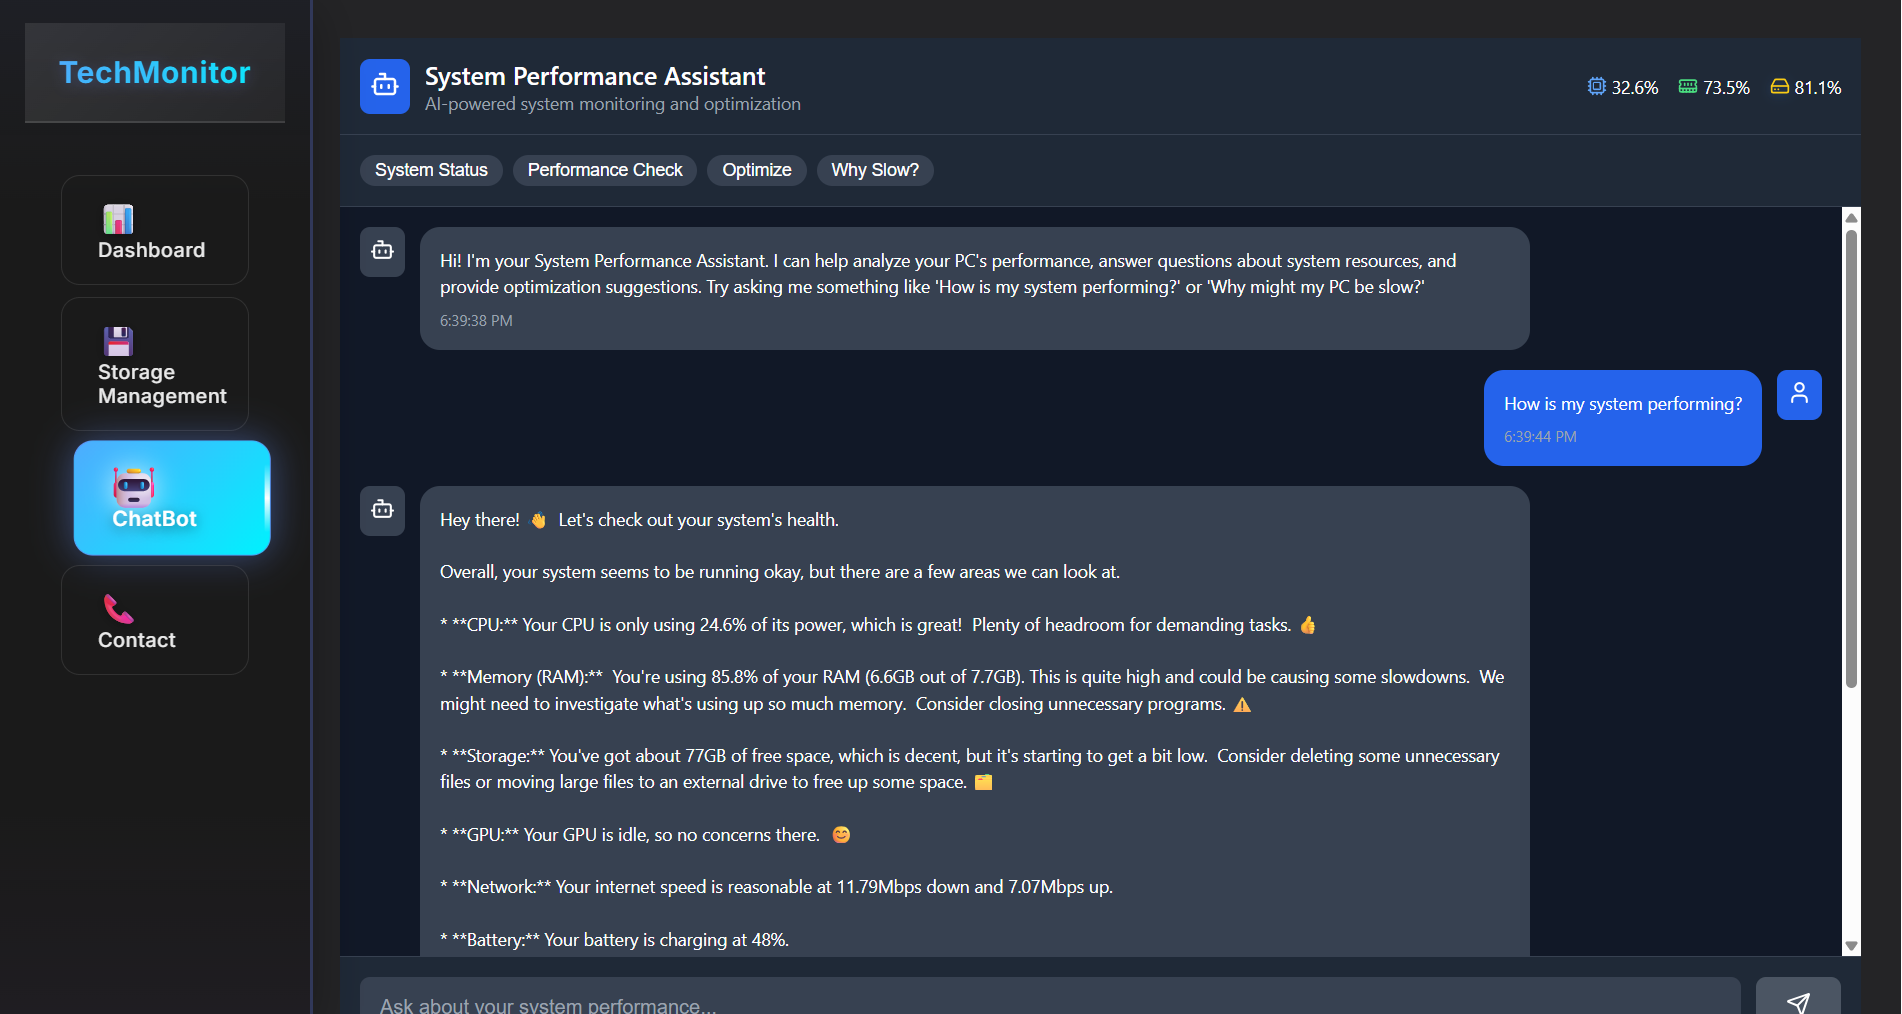 TechMonitor
Dashboard
Storage
Management
ChatBot
Contact
System Performance Assistant
AI-powered system monitoring and optimization
32.6% 73.5% 81.1%
System Status Performance Check Optimize Why Slow?
Hi! I'm your System Performance Assistant. I can help analyze your PC's performance, answer questions about system resources, and
provide optimization suggestions. Try asking me something like 'How is my system performing?' or 'Why might my PC be slow?'
6:39:38 PM
How is my system performing?
6:39:44 PM
Hey there! 👋 Let's check out your system's health.
Overall, your system seems to be running okay, but there are a few areas we can look at.
* **CPU:** Your CPU is only using 24.6% of its power, which is great! Plenty of headroom for demanding tasks. 👍
* **Memory (RAM):** You're using 85.8% of your RAM (6.6GB out of 7.7GB). This is quite high and could be causing some slowdowns. We
might need to investigate what's using up so much memory. Consider closing unnecessary programs. ⚠️
* **Storage:** You've got about 77GB of free space, which is decent, but it's starting to get a bit low. Consider deleting some unnecessary
files or moving large files to an external drive to free up some space. 🗂️
* **GPU:** Your GPU is idle, so no concerns there. 😊
* **Network:** Your internet speed is reasonable at 11.79Mbps down and 7.07Mbps up.
* **Battery:** Your battery is charging at 48%.
Ask about your system performance...